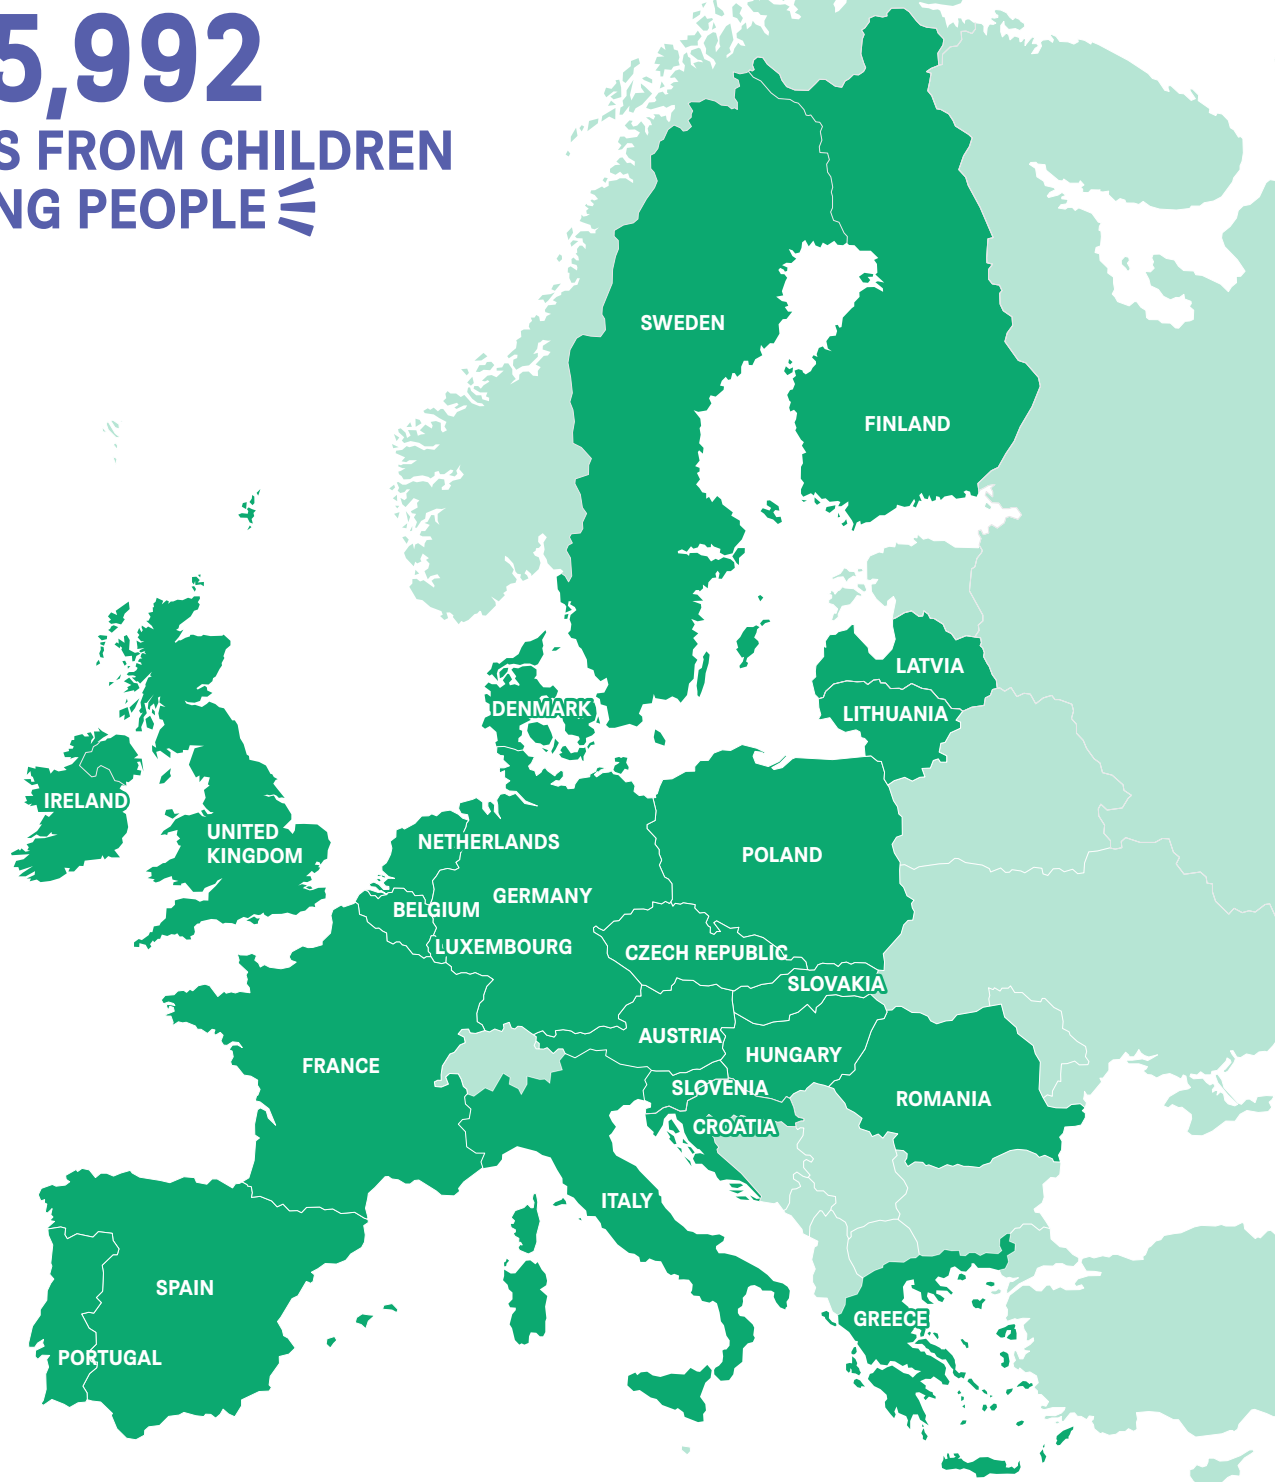 5,992
S FROM CHILDREN
NG PEOPLE
SWEDEN
FINLAND
LATVIA
DENMARK
LITHUANIA
IRELAND
UNITED
KINGDOM
NETHERLANDS
POLAND
GERMANY
BELGIUM
LUXEMBOURG
CZECH REPUBLIC
SLOVAKIA
AUSTRIA
HUNGARY
FRANCE
SLOVENIA
ROMANIA
CROATIA
ITALY
SPAIN
GREECE
PORTUGAL